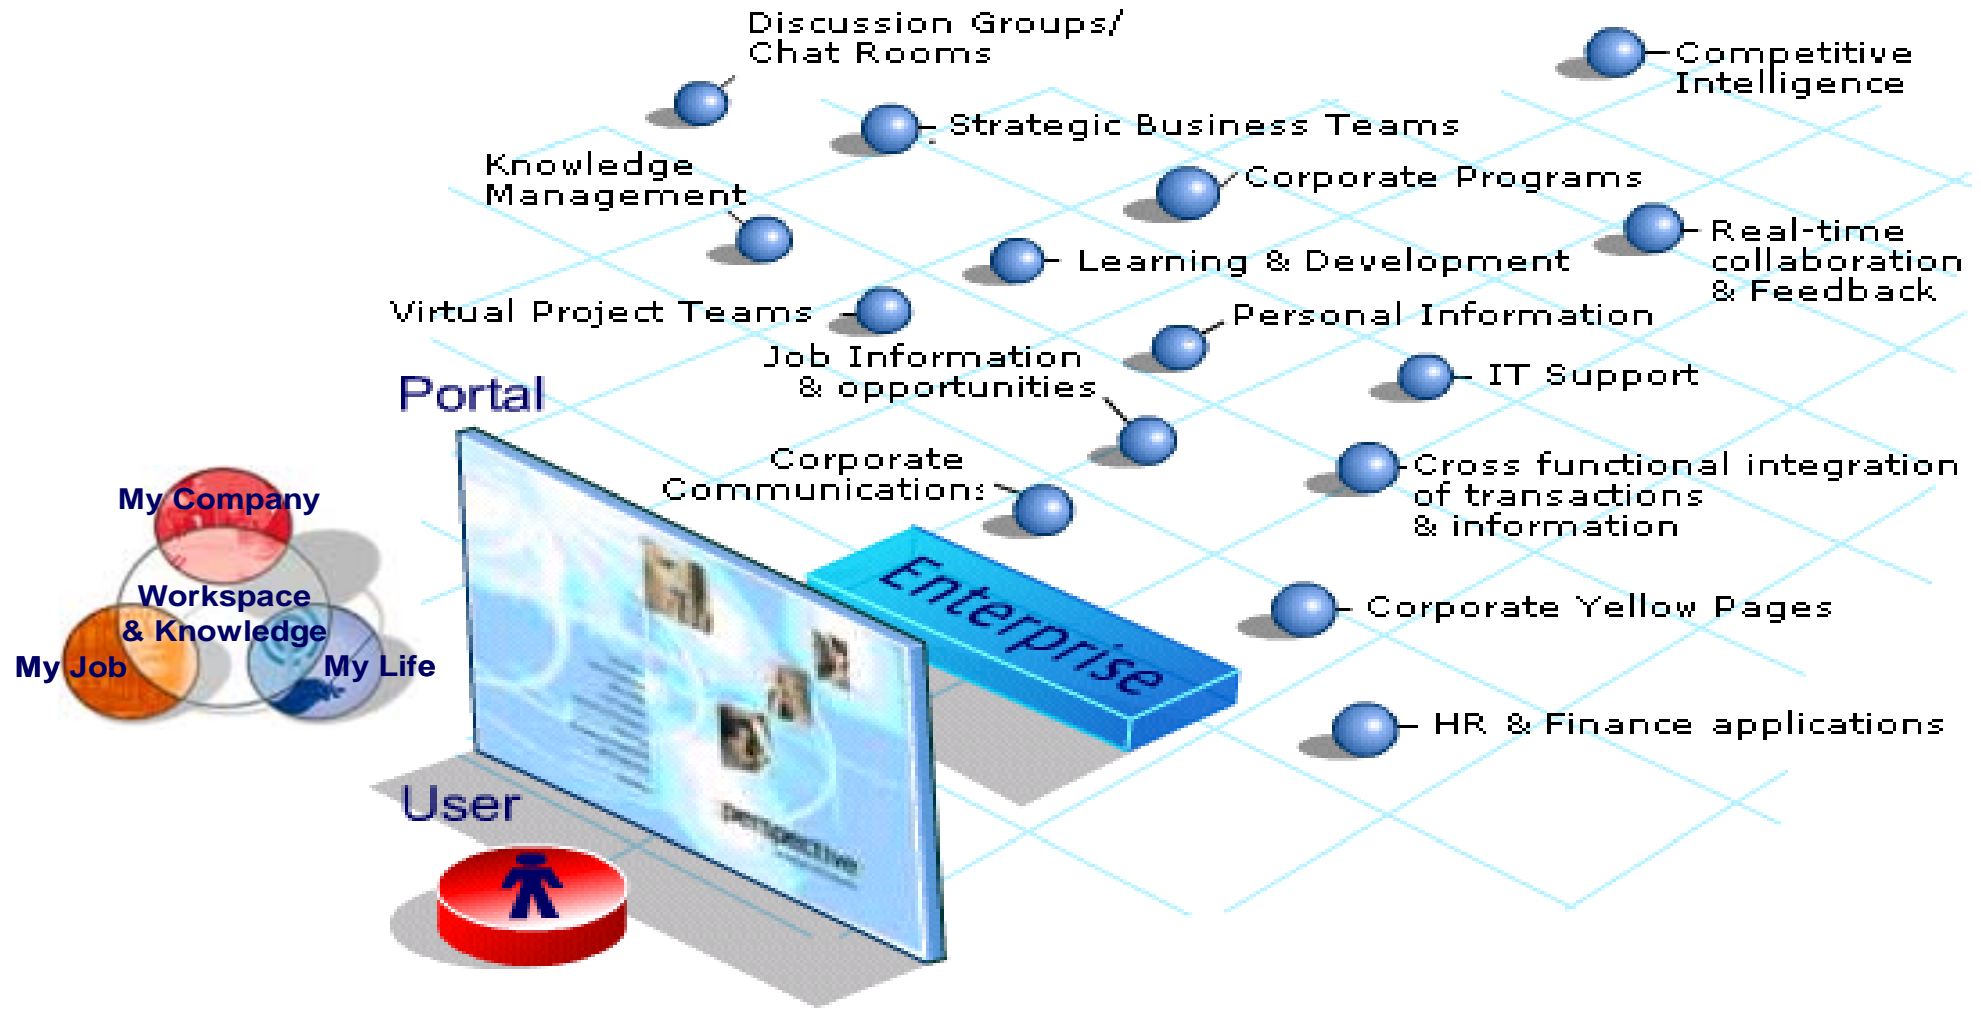 Discussion Groups/
Chat Rooms
Competitive
Intelligence
Strategic Business Teams
Knowledge
Management
Corporate Programs
Real-time
collaboration
& Feedback
Learning & Development
Virtual Project Teams
Personal Information
Job Information
& opportunities
IT Support
Portal
Corporate
Communications
Cross functional integration
of transactions
& information
My Company
Workspace
& Knowledge
My Job
My Life
Enterprise
Corporate Yellow Pages
HR & Finance applications
User
perspective